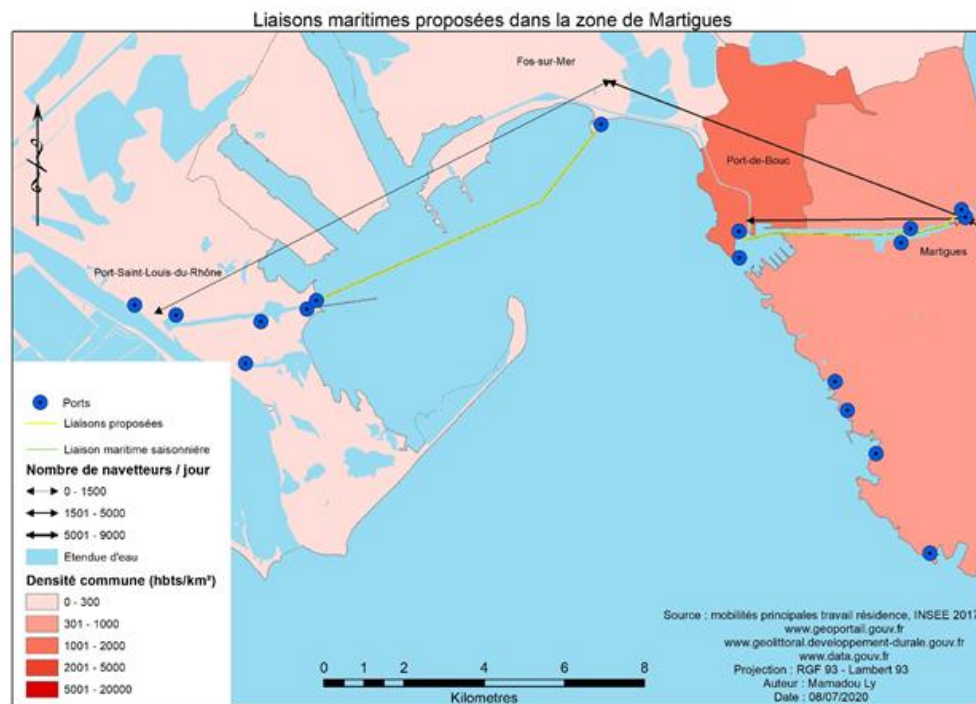 Liaisons maritimes proposées dans la zone de Martigues
Fos-sur-Mer
Port-de-Bouc
Martigues
Port-Saint-Louis-du-Rhône
Ports
Liaisons proposées
Liaison maritime saisonnière
Nombre de navetteurs / jour
0 - 1500
1501 - 5000
5001 - 9000
Etendue d'eau
Densité commune (hbts/km²)
0 - 300
301 - 1000
1001 - 2000
2001 - 5000
5001 - 20000
0 1 2 4 6 8
Kilometres
Source : mobilités principales travail résidence, INSEE 2017
www.geoportail.gouv.fr
www.geolittoral.developpement-durale.gouv.fr
www.data.gouv.fr
Projection : RGF 93 - Lambert 93
Auteur : Mamadou Ly
Date : 08/07/2020